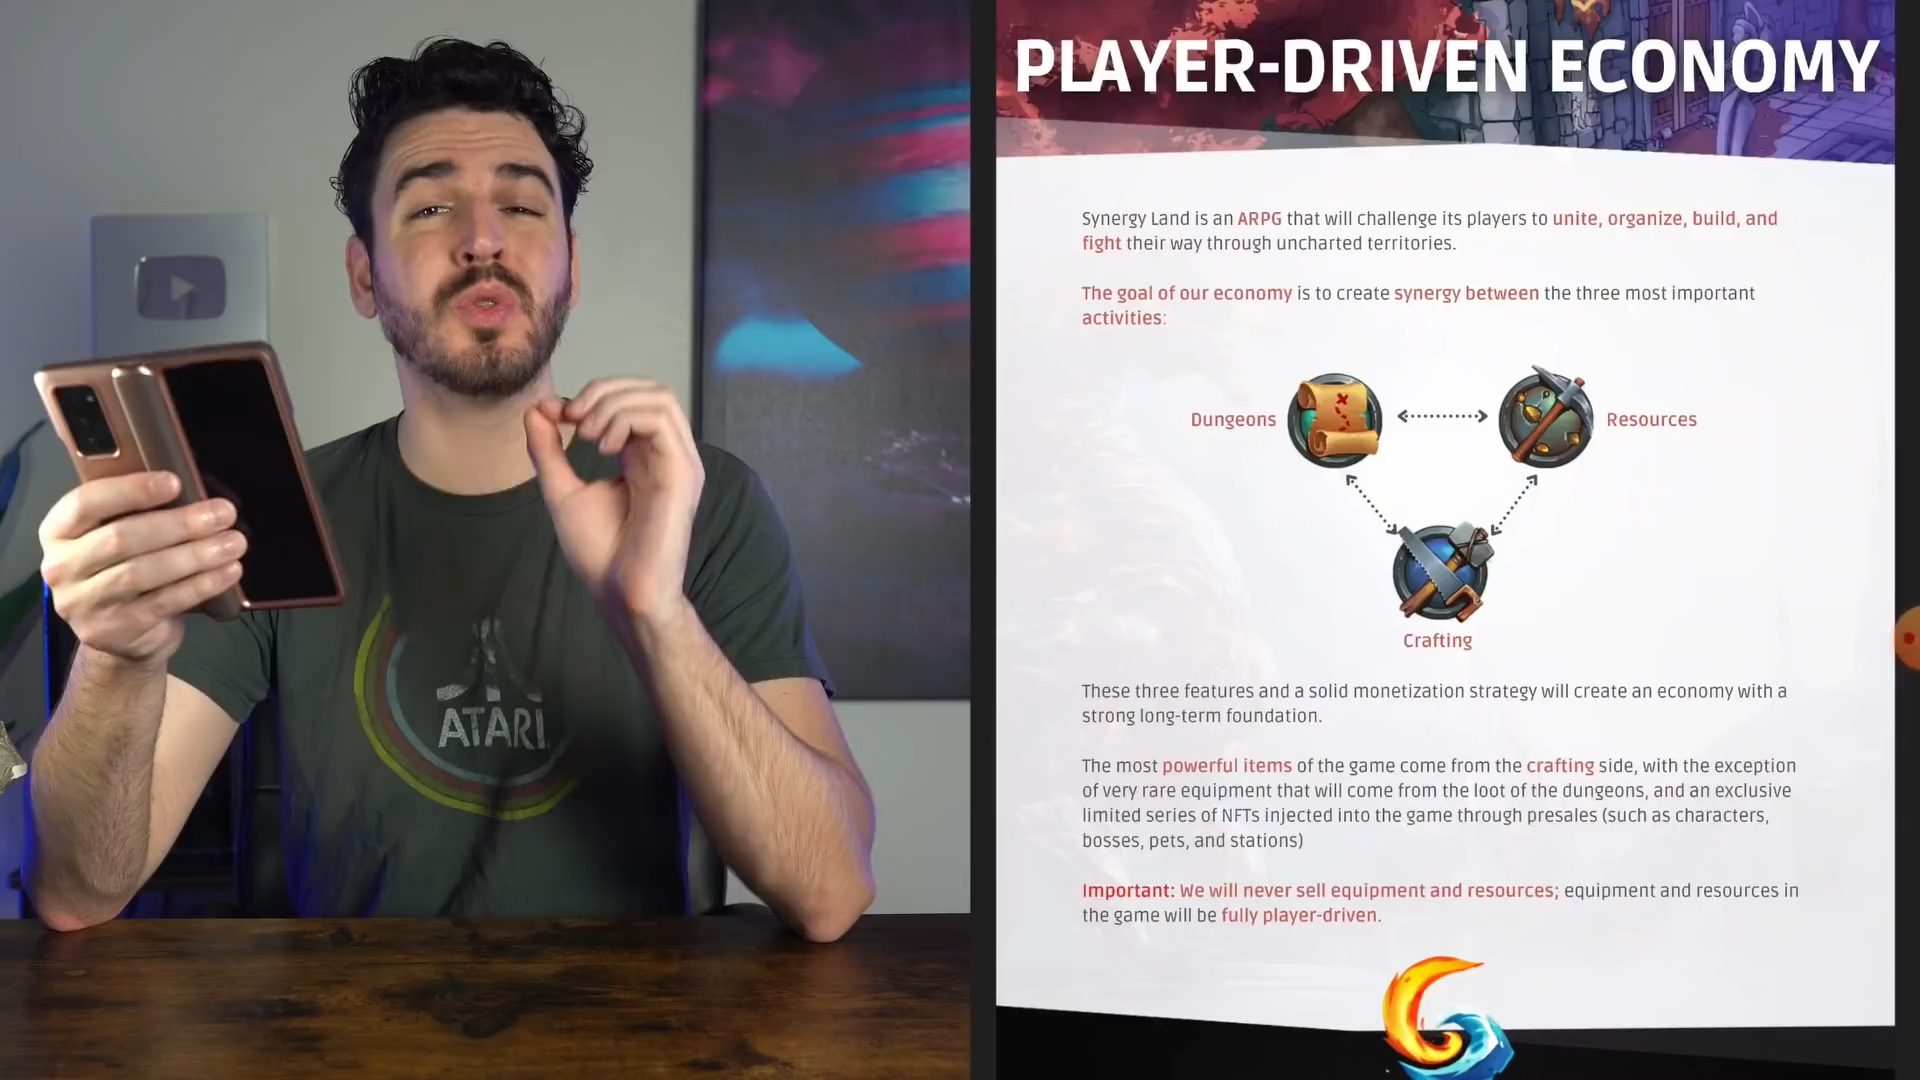 PLAYER-DRIVEN ECONOMY
Synergy Land is an ARPG that will challenge its players to unite, organize, build, and
fight their way through uncharted territories.
The goal of our economy is to create synergy between the three most important
activities:
Dungeons
Resources
Crafting
These three features and a solid monetization strategy will create an economy with a
strong long-term foundation.
The most powerful items of the game come from the crafting side, with the exception
of very rare equipment that will come from the loot of the dungeons, and an exclusive
limited series of NFTs injected into the game through presales (such as characters,
bosses, pets, and stations)
Important: We will never sell equipment and resources; equipment and resources in
the game will be fully player-driven.
ATARI